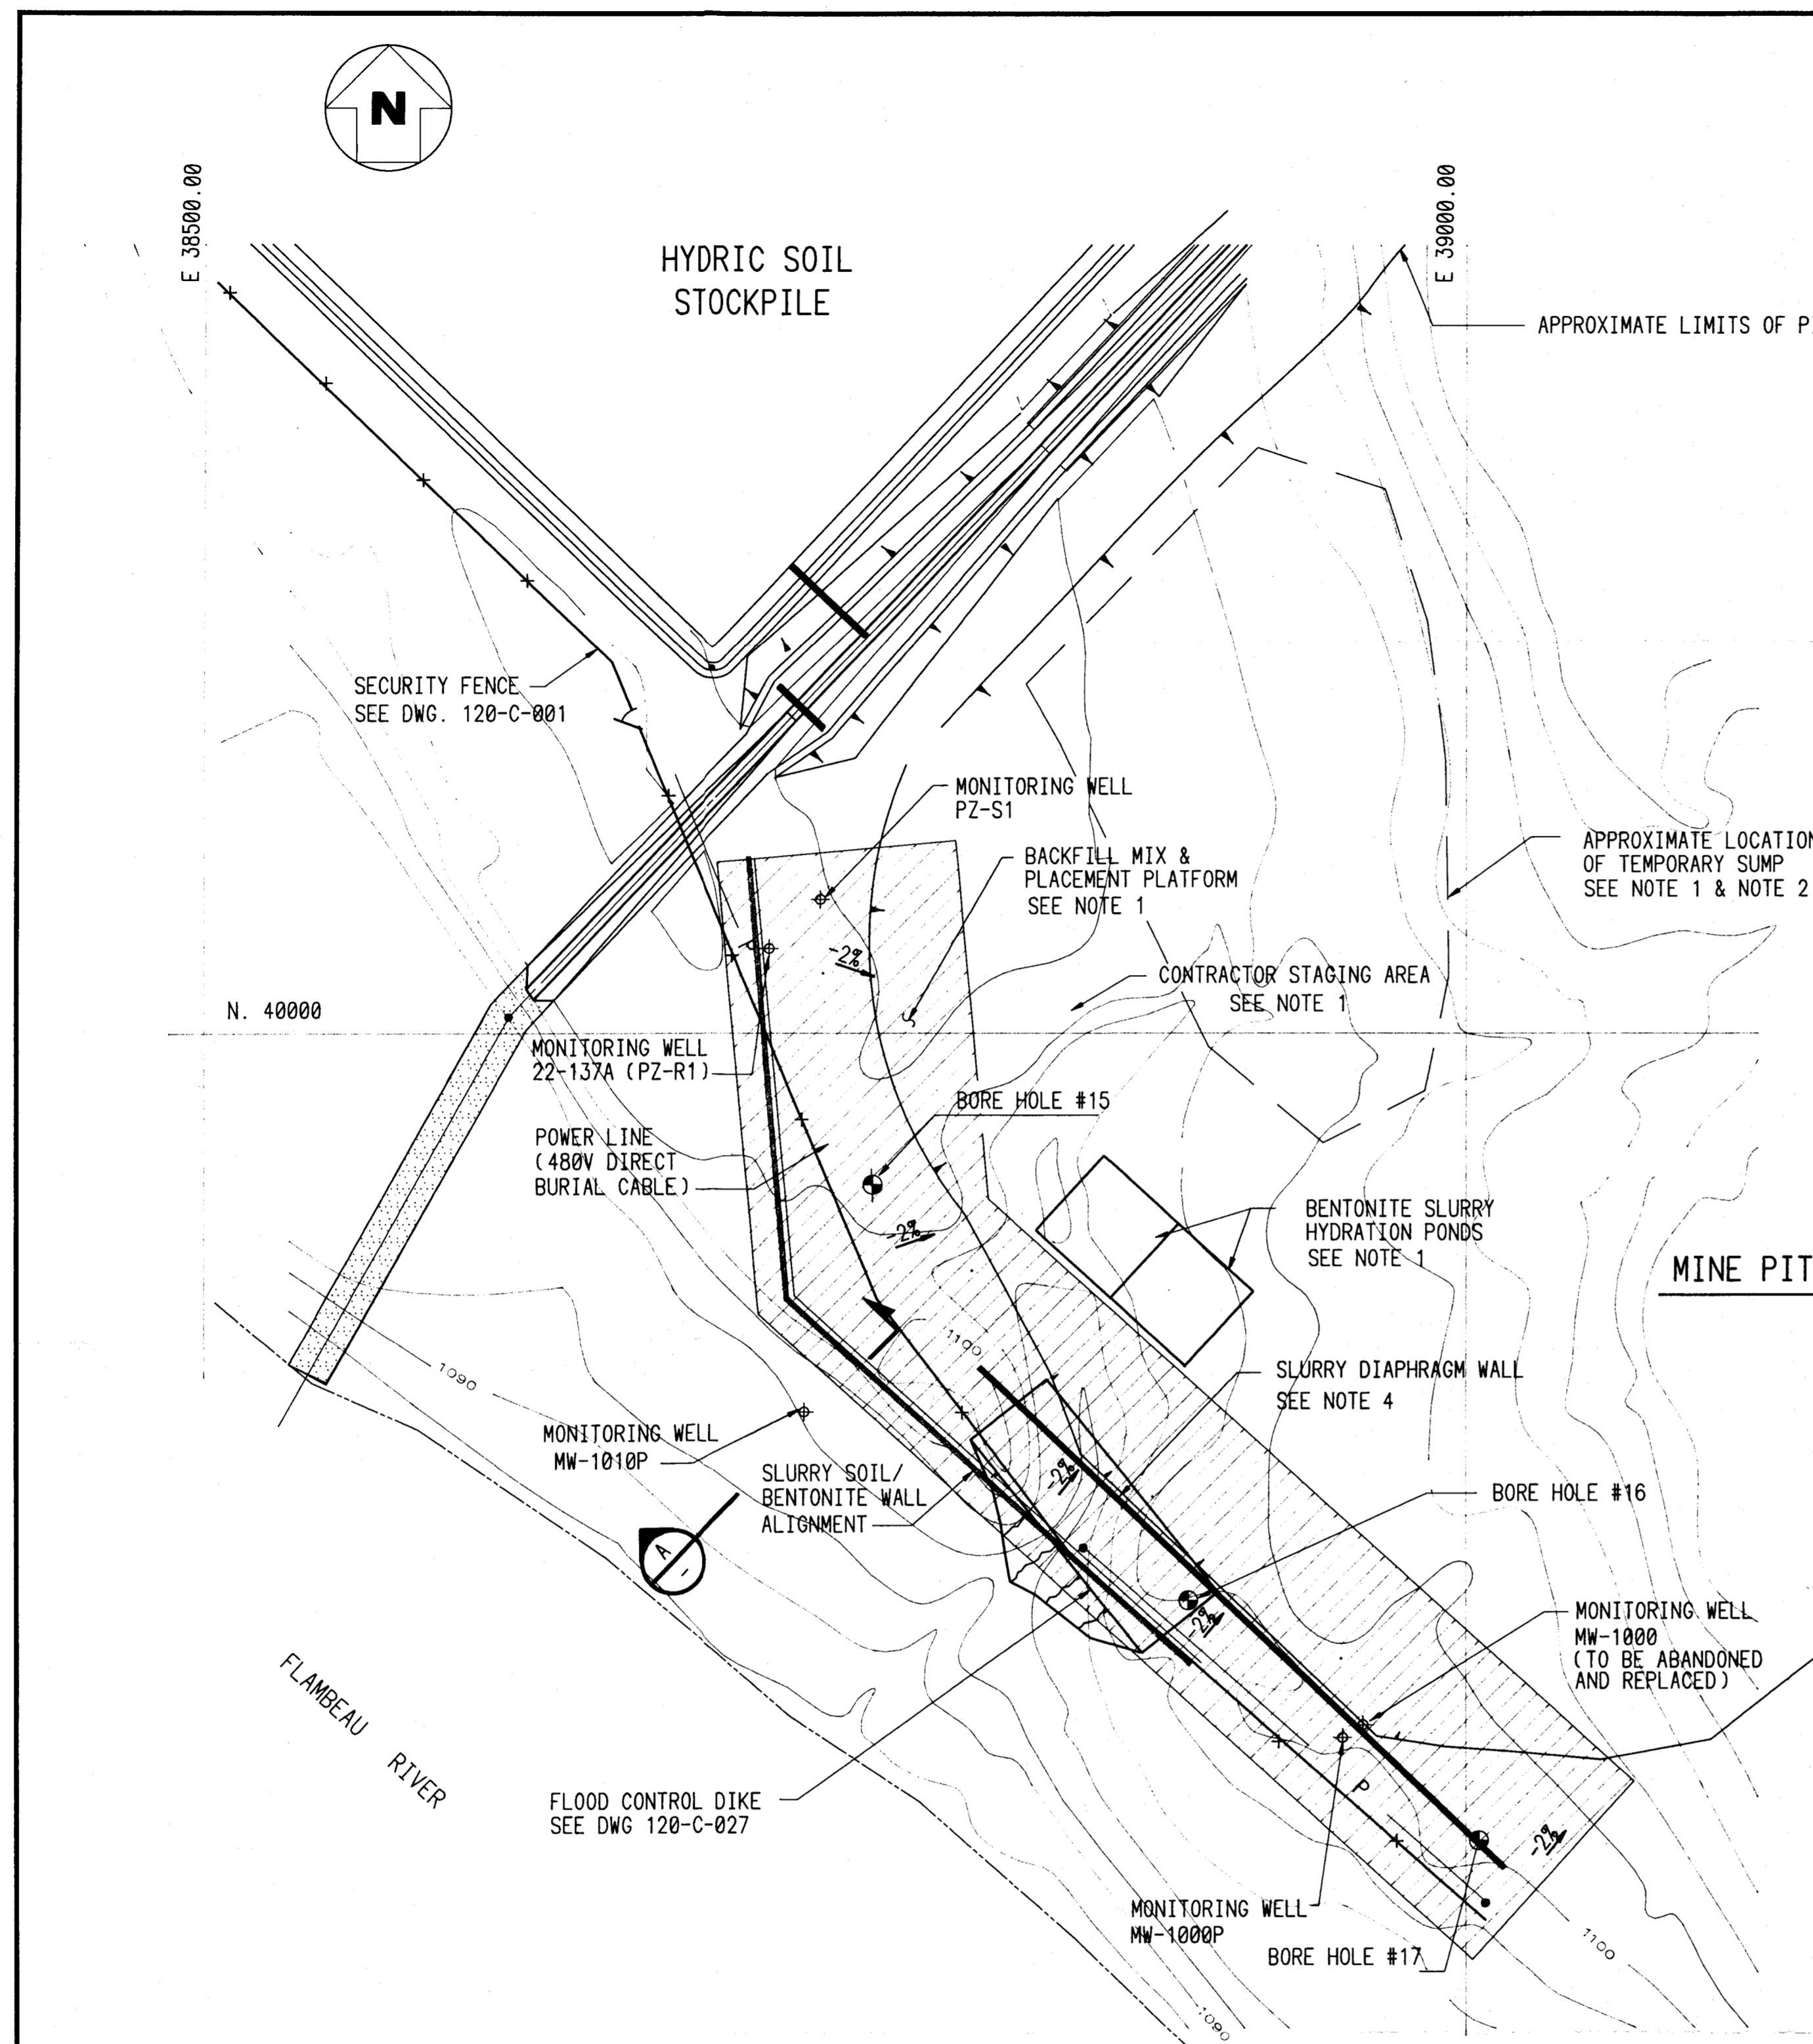 N
E 38500.00
E 39000.00
HYDRIC SOIL
STOCKPILE
APPROXIMATE LIMITS OF
SECURITY FENCE
SEE DWG. 120-C-001
MONITORING WELL
PZ-S1
BACKFILL MIX &
PLACEMENT PLATFORM
SEE NOTE 1
APPROXIMATE LOCATION
OF TEMPORARY SUMP
SEE NOTE 1 & NOTE 2
P
-2%
CONTRACTOR STAGING AREA
SEE NOTE 1
N. 40000
MONITORING WELL
22-137A (PZ-R1)
BORE HOLE #15
POWER LINE
(480V DIRECT
BURIAL CABLE)
-2%
BENTONITE SLURRY
HYDRATION PONDS
SEE NOTE 1
MINE PIT
1100
1090
SLURRY DIAPHRAGM WALL
SEE NOTE 4
MONITORING WELL
MW-1010P
SLURRY SOIL/
BENTONITE WALL
ALIGNMENT
-2%
BORE HOLE #16
A
-
-2%
MONITORING WELL
MW-1000
(TO BE ABANDONED
AND REPLACED)
FLAMBEAU RIVER
FLOOD CONTROL DIKE
SEE DWG 120-C-027
P
-2%
MONITORING WELL
MW-1000P
BORE HOLE #17
1100
1090